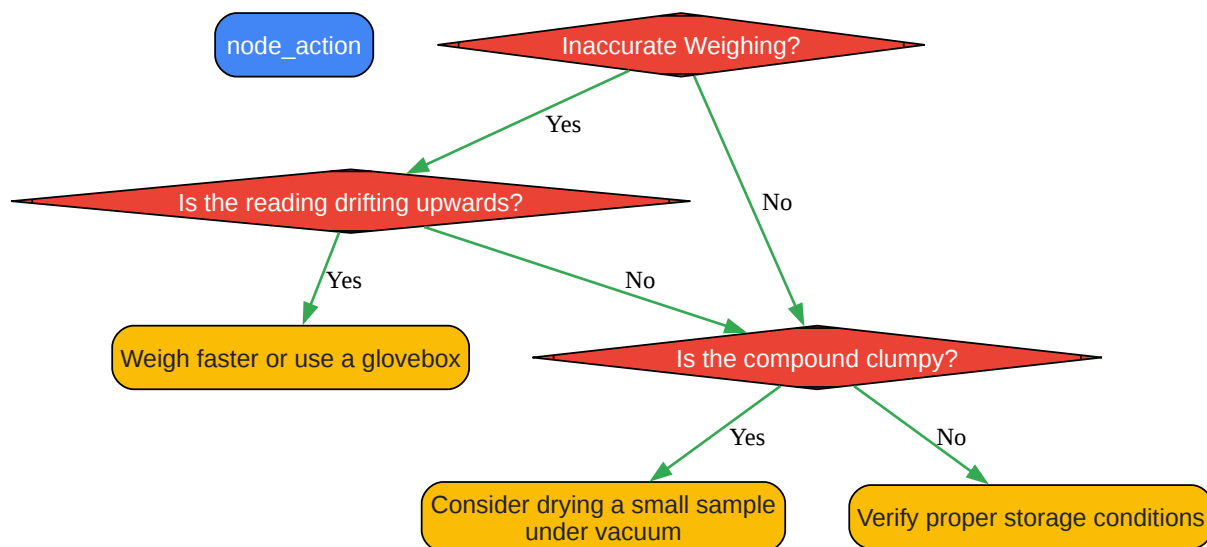 node_action
Inaccurate Weighing?
Yes
No
Is the reading drifting upwards?
Yes
No
Weigh faster or use a glovebox
Is the compound clumpy?
Yes
No
Consider drying a small sample
under vacuum
Verify proper storage conditions